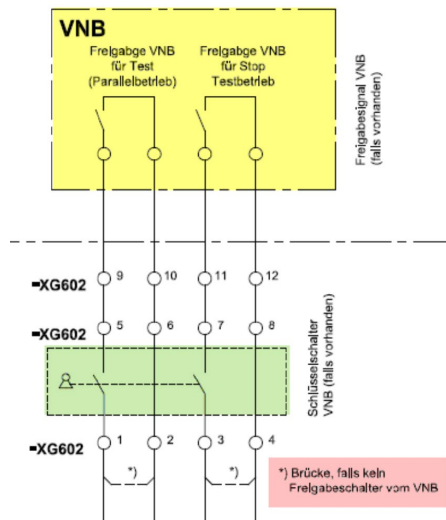 VNB
Freigabge VNB
für Test
(Parallelbetrieb)
Freigabge VNB
für Stop
Testbetrieb
Freigabesignal VNB
(falls vorhanden)
-XG602 9 10 11 12
-XG602 5 6 7 8
Schlüsselschalter
VNB (falls vorhanden)
-XG602 1 2 3 4
*) *)
*) Brücke, falls kein
Freigabeschalter vom VNB